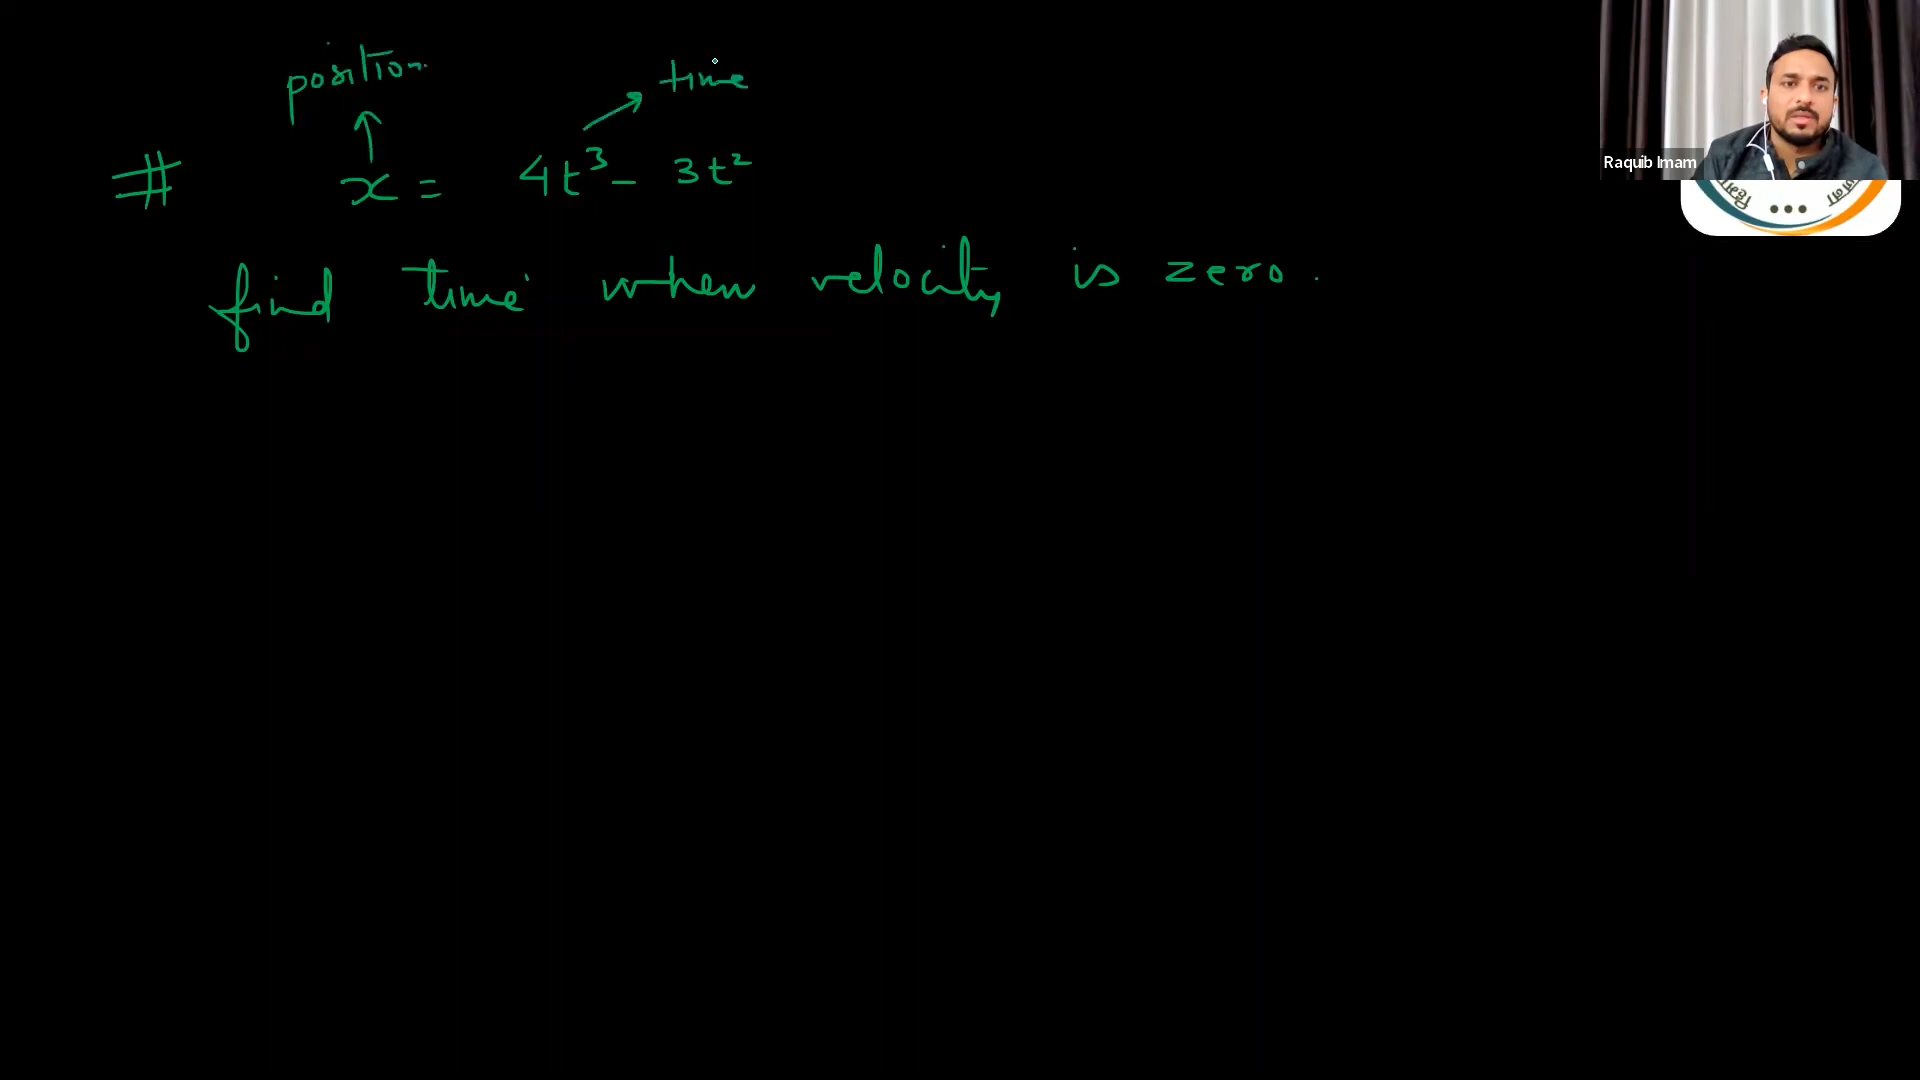 position
time
# x = 4t³ - 3t²
find time when velocity is zero.
Raquib Imam